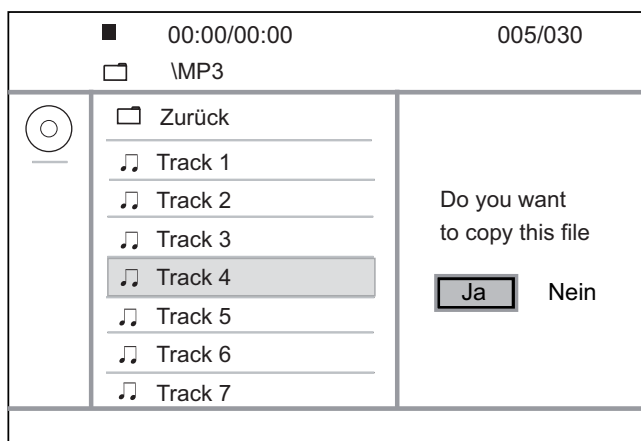 00:00/00:00 005/030
\MP3
Zurück
Track 1
Track 2
Track 3
Track 4
Track 5
Track 6
Track 7
Do you want
to copy this file
Ja Nein